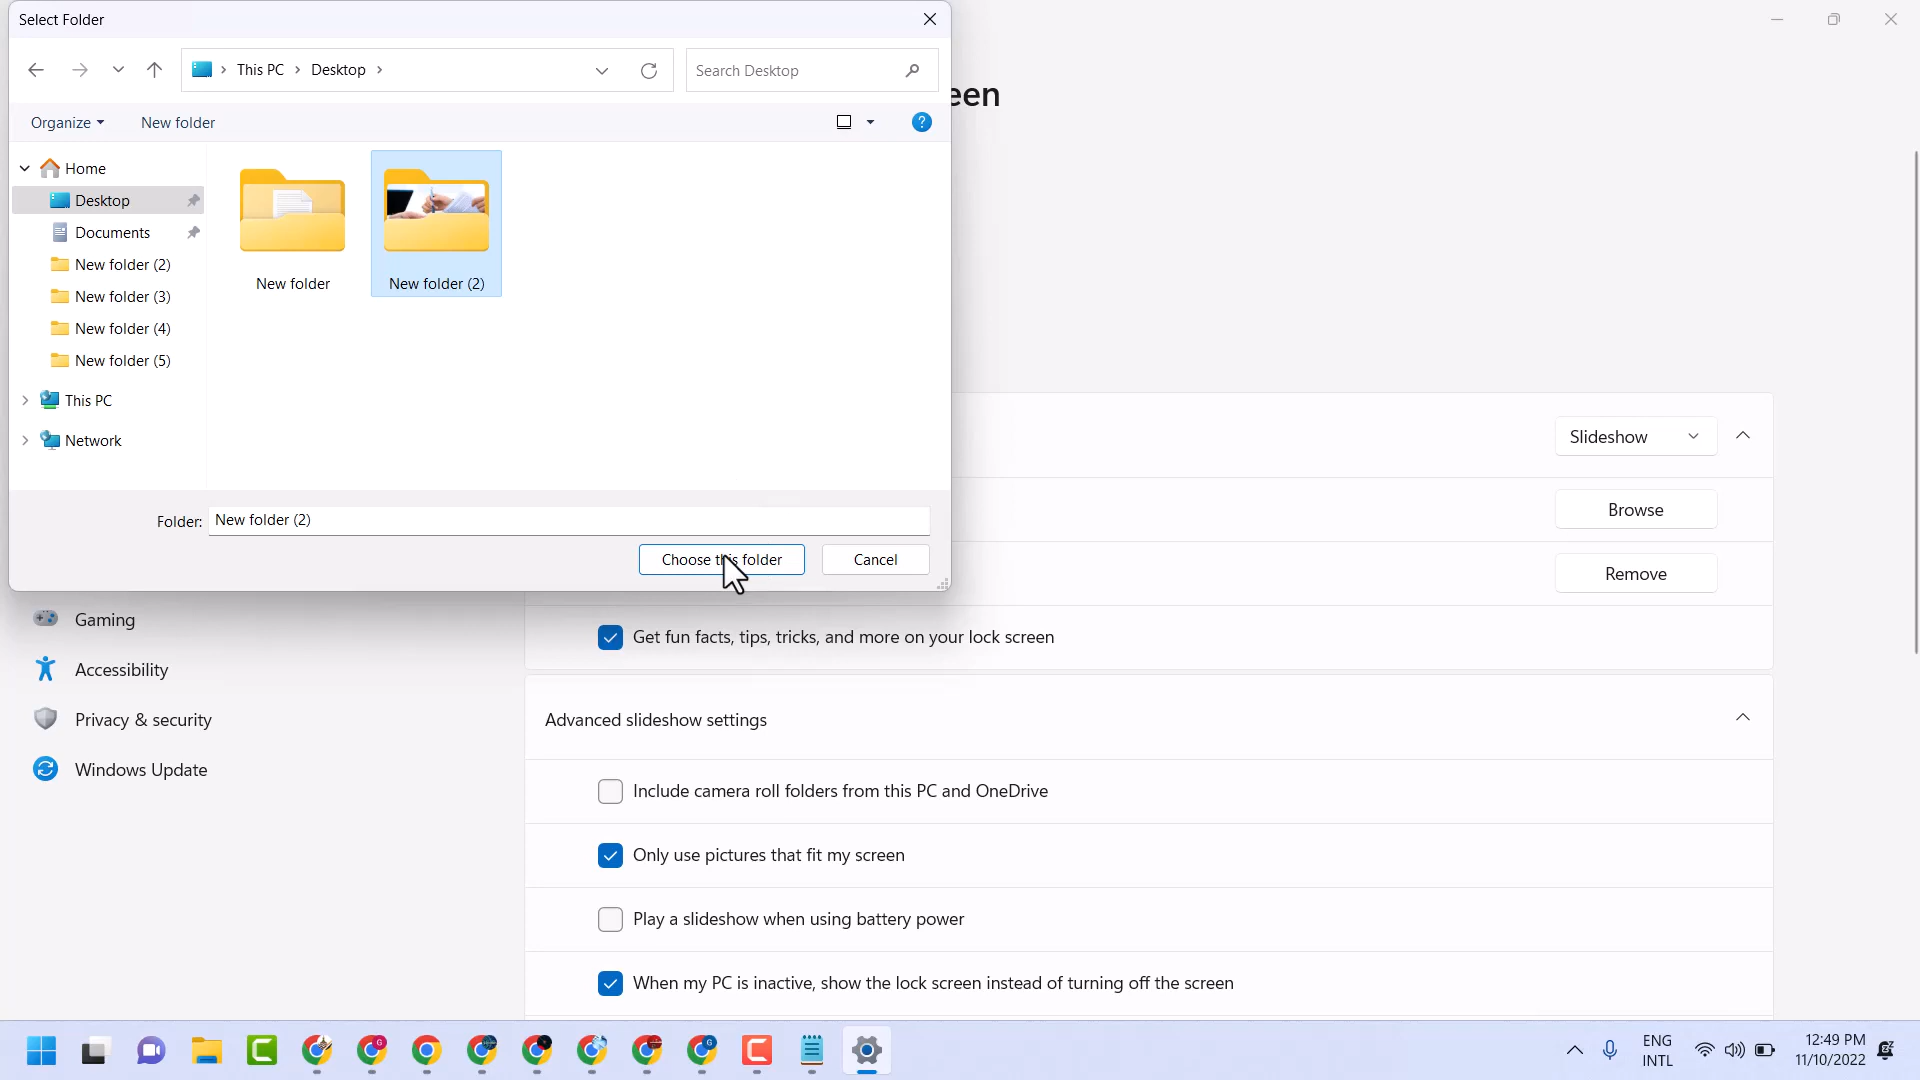 Select Folder
This PC
Desktop
Search Desktop
een
Organize
New folder
?
Home
Desktop
Documents
New folder (2)
New folder (3)
New folder (4)
New folder (5)
This PC
Network
New folder
New folder (2)
Folder:
New folder (2)
Choose this folder
Cancel
Slideshow
Browse
Remove
Gaming
Accessibility
Privacy & security
Windows Update
Get fun facts, tips, tricks, and more on your lock screen
Advanced slideshow settings
Include camera roll folders from this PC and OneDrive
Only use pictures that fit my screen
Play a slideshow when using battery power
When my PC is inactive, show the lock screen instead of turning off the screen
ENG
INTL
12:49 PM
11/10/2022